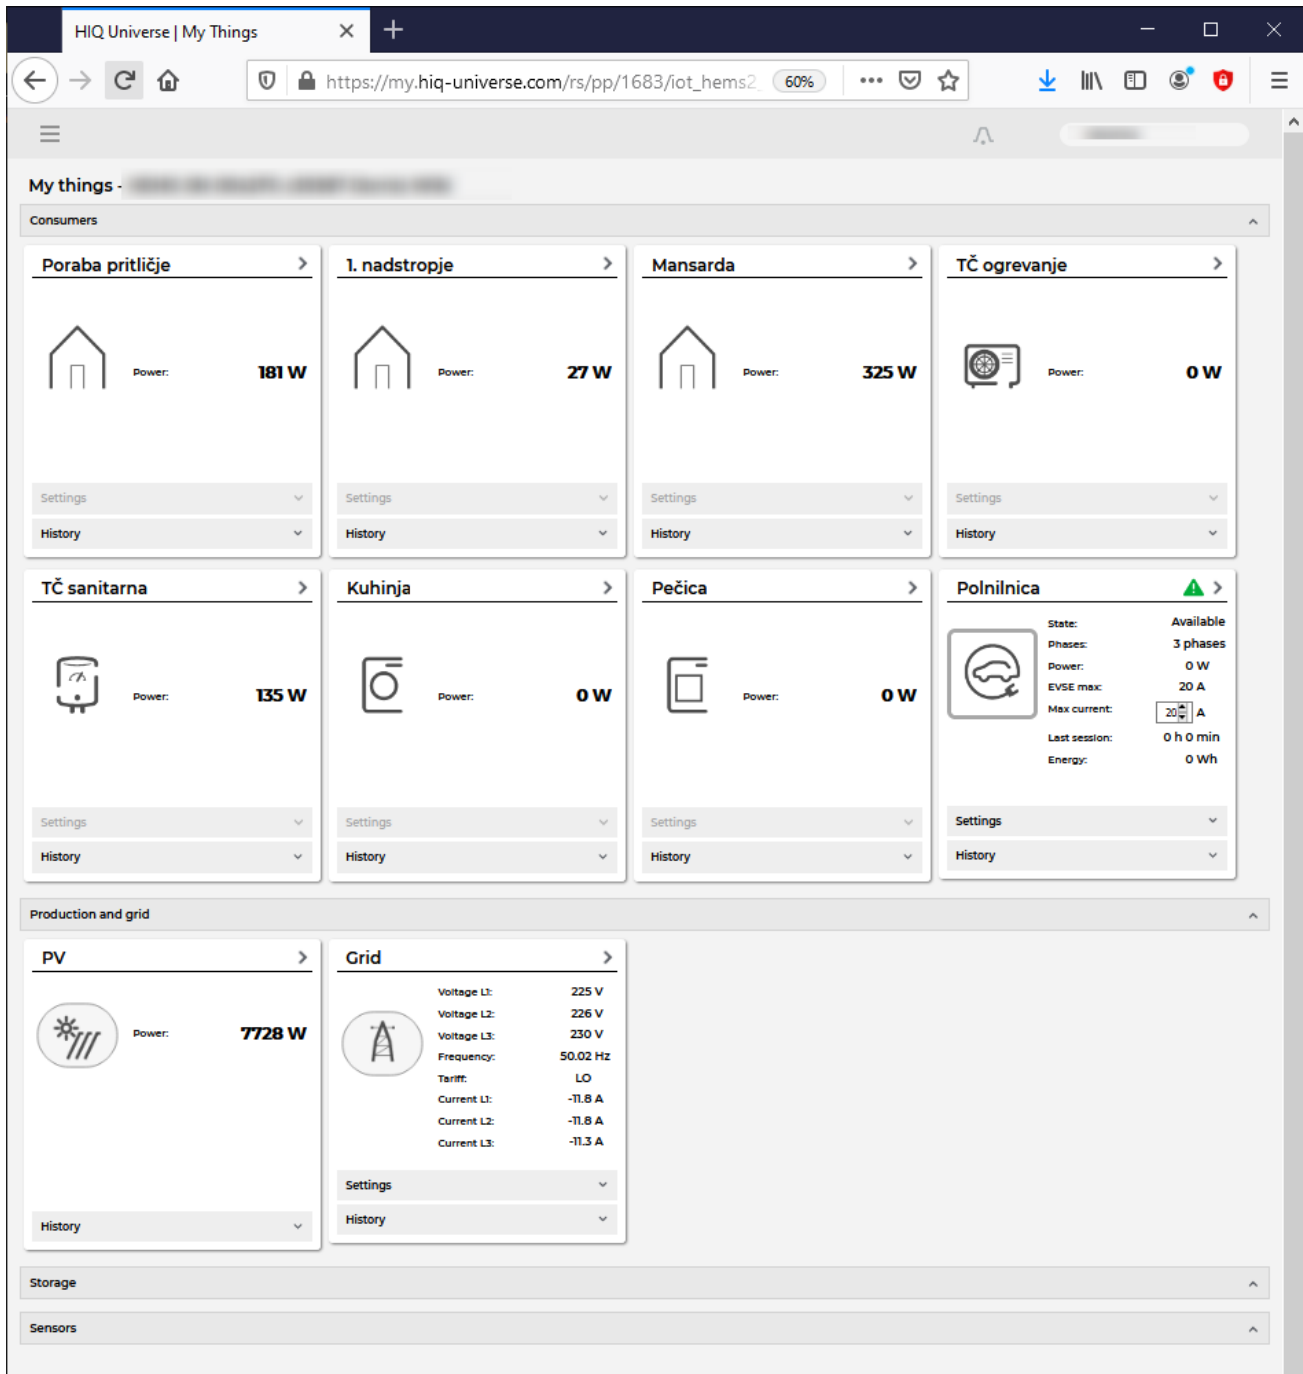 HIQ Universe | My Things
https://my.hiq-universe.com/rs/pp/1683/iot_hems2_ 60%
My things -
Consumers
Poraba pritličje
Power: 181 W
Settings
History
1. nadstropje
Power: 27 W
Settings
History
Mansarda
Power: 325 W
Settings
History
TČ ogrevanje
Power: 0 W
Settings
History
TČ sanitarna
Power: 135 W
Settings
History
Kuhinja
Power: 0 W
Settings
History
Pečica
Power: 0 W
Settings
History
Polnilnica
State: Available
Phases: 3 phases
Power: 0 W
EVSE max: 20 A
Max current: 20 A
Last session: 0 h 0 min
Energy: 0 Wh
Settings
History
Production and grid
PV
Power: 7728 W
History
Grid
Voltage L1: 225 V
Voltage L2: 226 V
Voltage L3: 230 V
Frequency: 50.02 Hz
Tariff: LO
Current L1: -11.8 A
Current L2: -11.8 A
Current L3: -11.3 A
Settings
History
Storage
Sensors